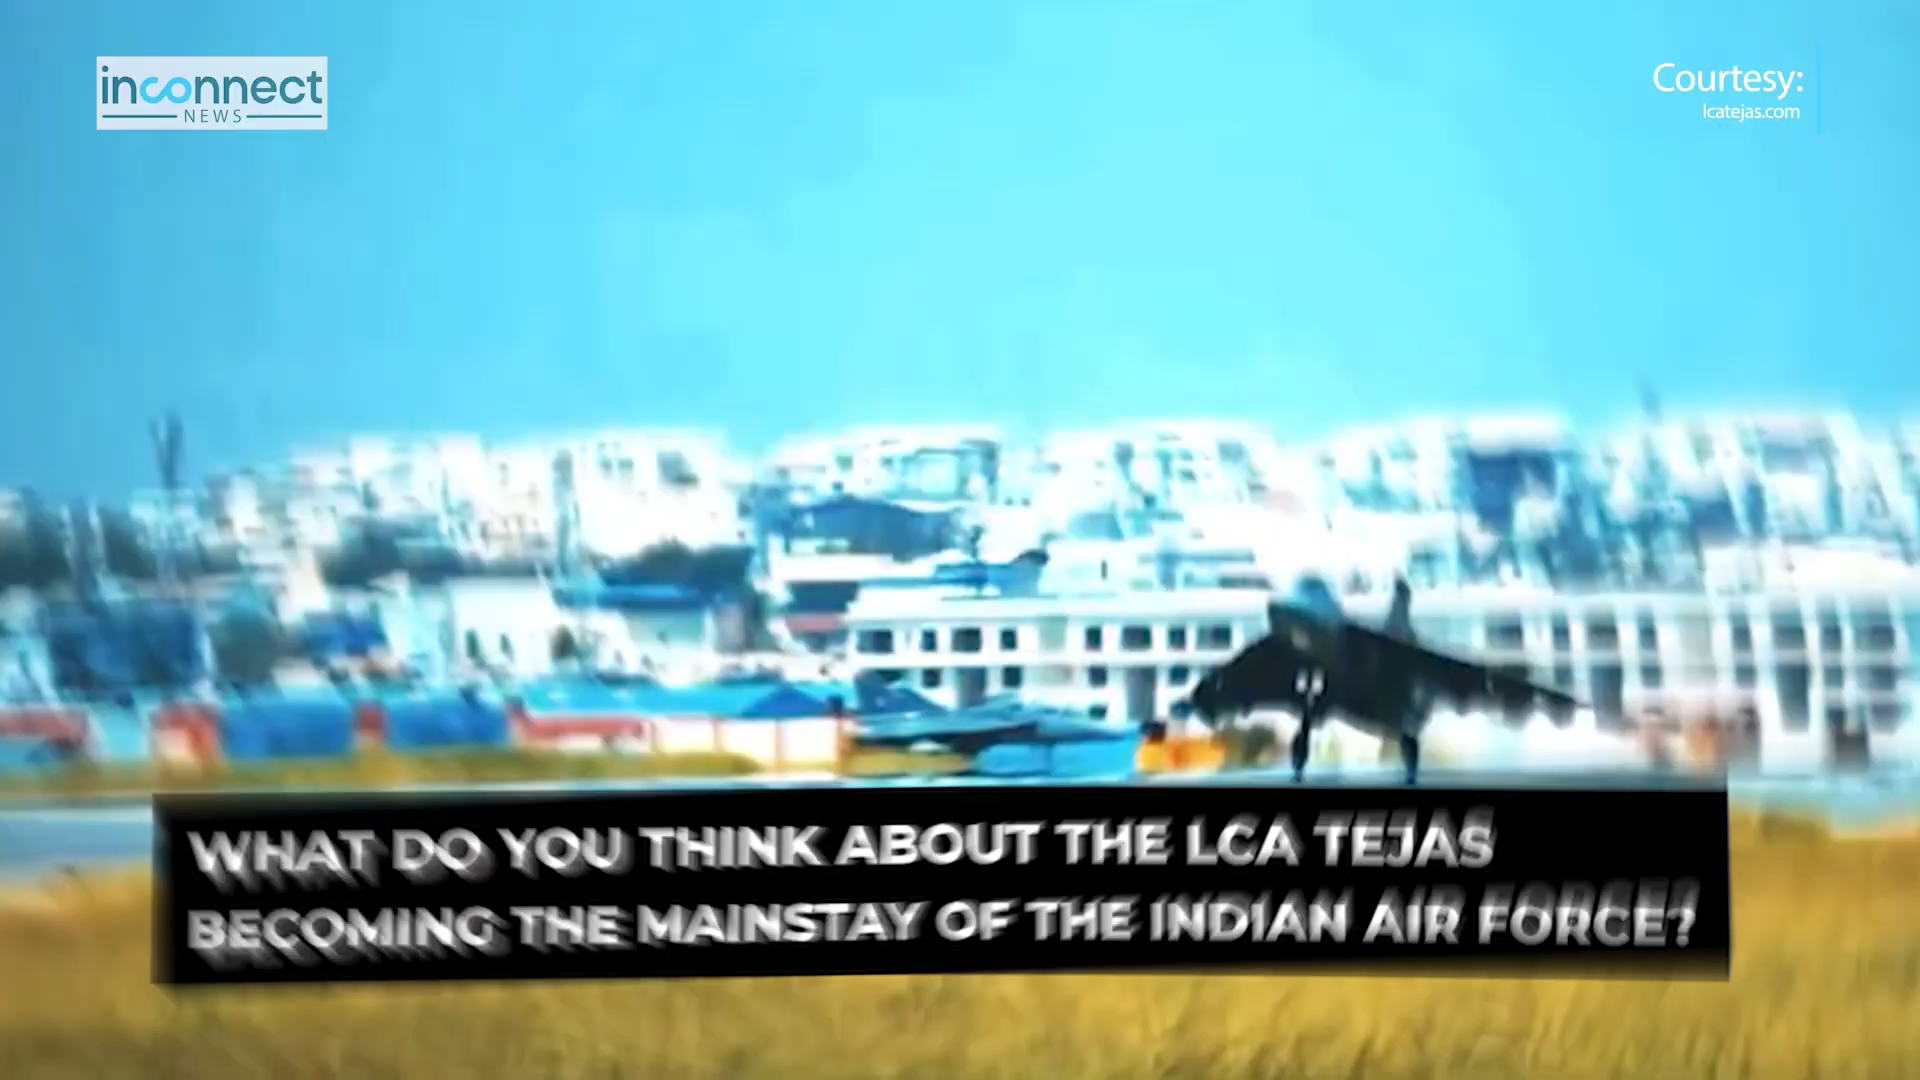 inconnect
NEWS
Courtesy:
lcatejas.com
WHAT DO YOU THINK ABOUT THE LCA TEJAS
BECOMING THE MAINSTAY OF THE INDIAN AIR FORCE?